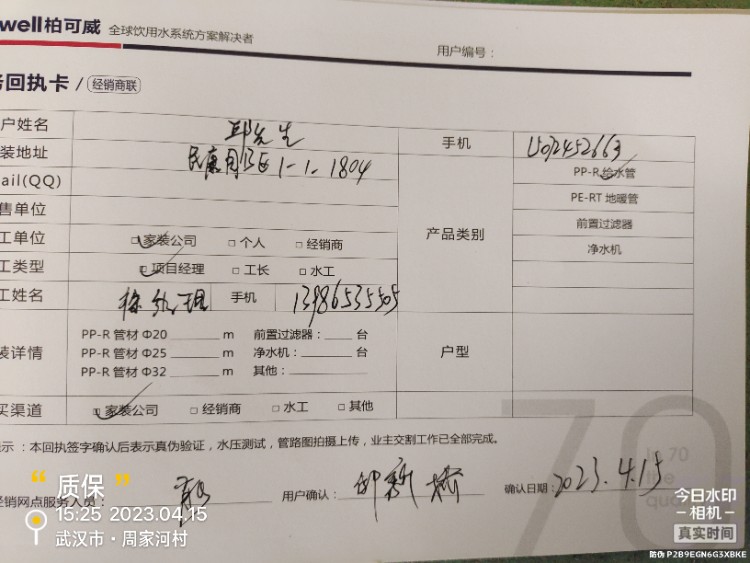 well柏可威 全球饮用水系统方案解决者
用户编号：
回执卡 / 经销商联
户姓名 邱先生 手机
装地址 民康 1-1-1804 PP-R 给水管
ail(QQ) PE-RT 地暖管
售单位 产品类别 前置过滤器
工单位 □家装公司 □个人 □经销商 净水机
工类型 □项目经理 □工长 □水工
工姓名 经理 手机 13986535505
装详情 PP-R 管材 Φ20 m 前置过滤器： 台 户型
PP-R 管材 Φ25 m 净水机： 台
PP-R 管材 Φ32 m 其他：
买渠道 □家装公司 □经销商 □水工 □其他
示：本回执签字确认后表示真伪验证，水压测试，管路图拍摄上传，业主交割工作已全部完成。
经销网点服务人员： 用户确认： 邱新桥 确认日期：2023.4.15
70
“质保”
15:25 2023.04.15
武汉市·周家河村
今日水印
-相机-
真实时间
防伪 P2B9EGN6G3XBKE